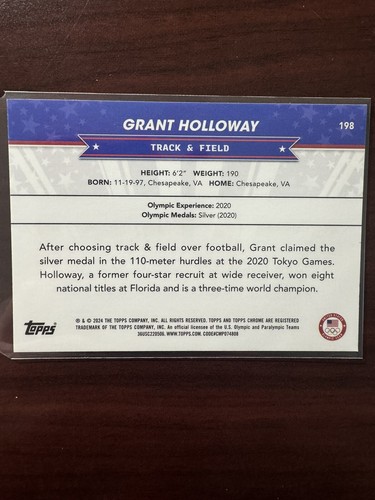 GRANT HOLLOWAY
198
TRACK & FIELD
HEIGHT: 6'2" WEIGHT: 190
BORN: 11-19-97, Chesapeake, VA HOME: Chesapeake, VA
Olympic Experience: 2020
Olympic Medals: Silver (2020)
After choosing track & field over football, Grant claimed the
silver medal in the 110-meter hurdles at the 2020 Tokyo Games.
Holloway, a former four-star recruit at wide receiver, won eight
national titles at Florida and is a three-time world champion.
Topps
® & © 2024 THE TOPPS COMPANY, INC. ALL RIGHTS RESERVED. TOPPS AND TOPPS CHROME ARE REGISTERED
TRADEMARK OF THE TOPPS COMPANY, INC. An official licensee of the U.S. Olympic and Paralympic Teams
36USC220506. WWW.TOPPS.COM. CODE#CMP074808